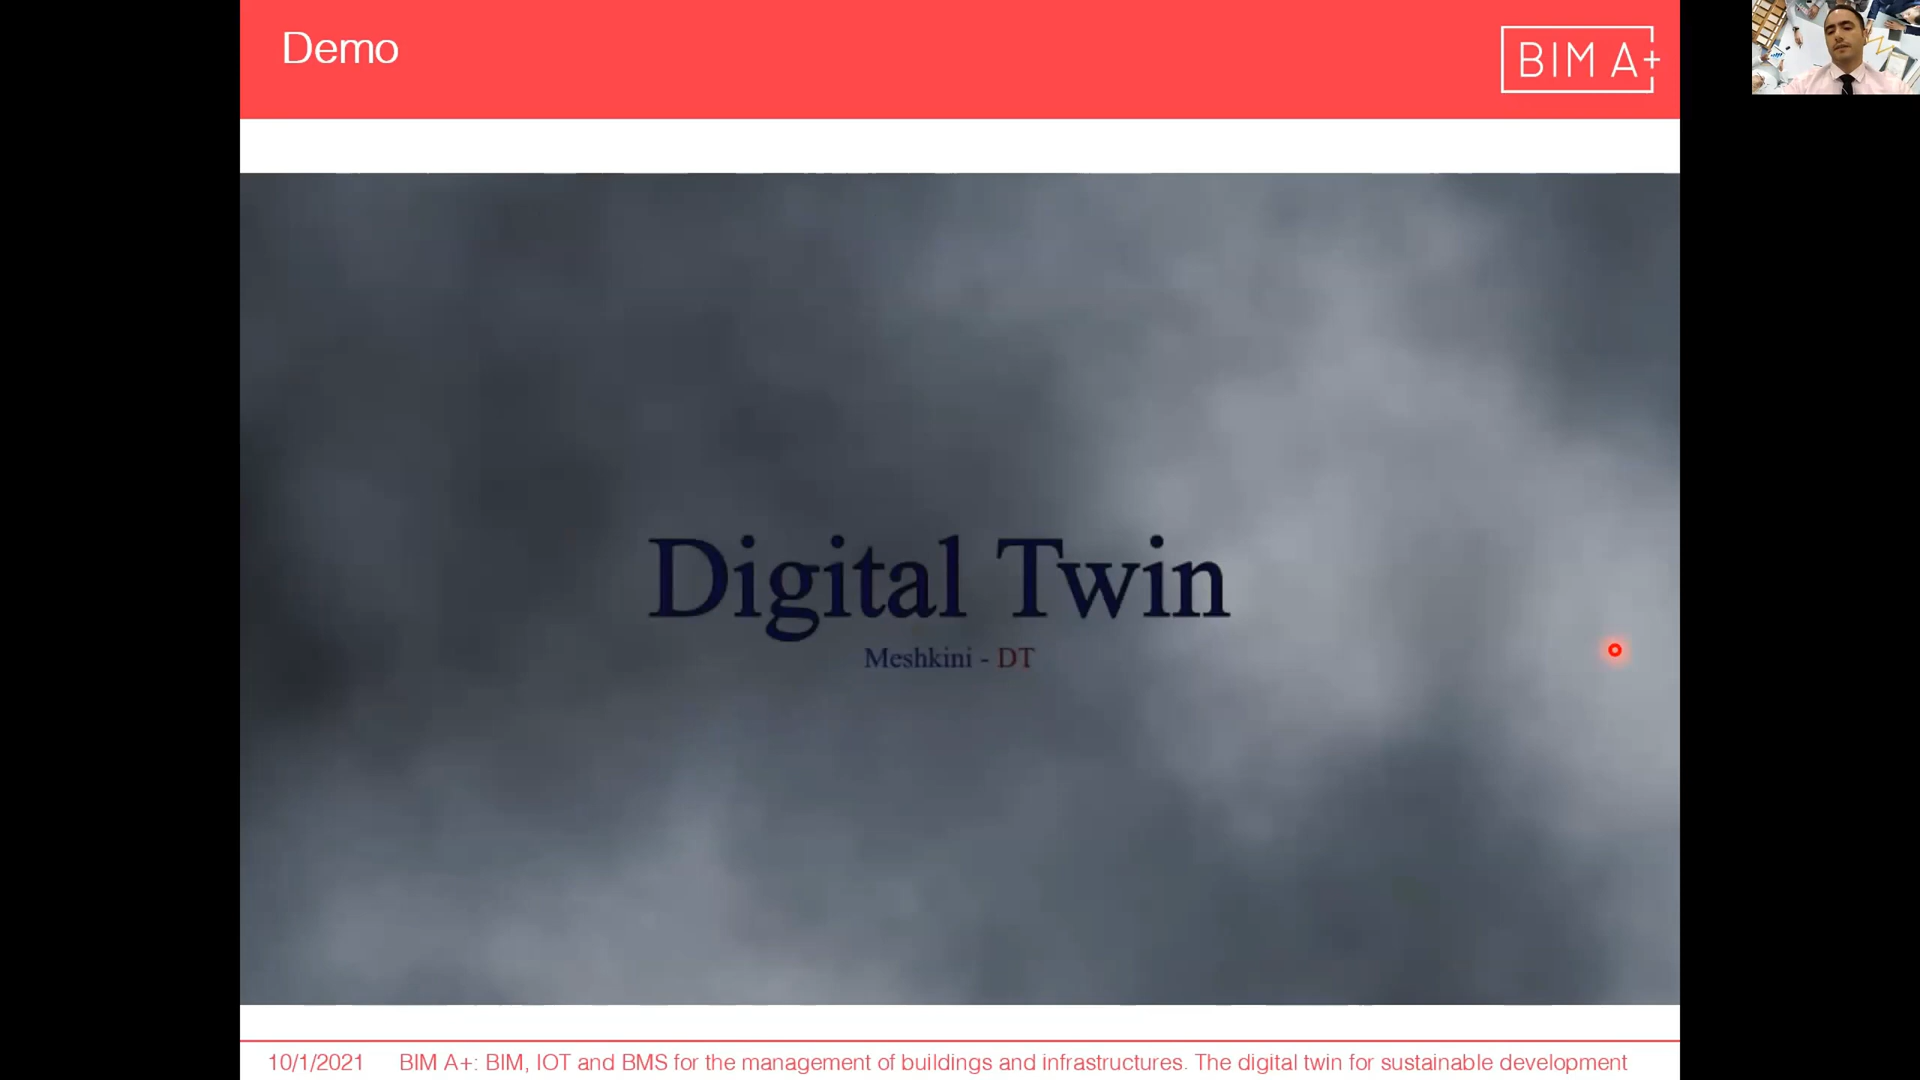 Demo
BIM A+
Digital Twin
Meshkini - DT
10/1/2021 BIM A+: BIM, IOT and BMS for the management of buildings and infrastructures. The digital twin for sustainable development